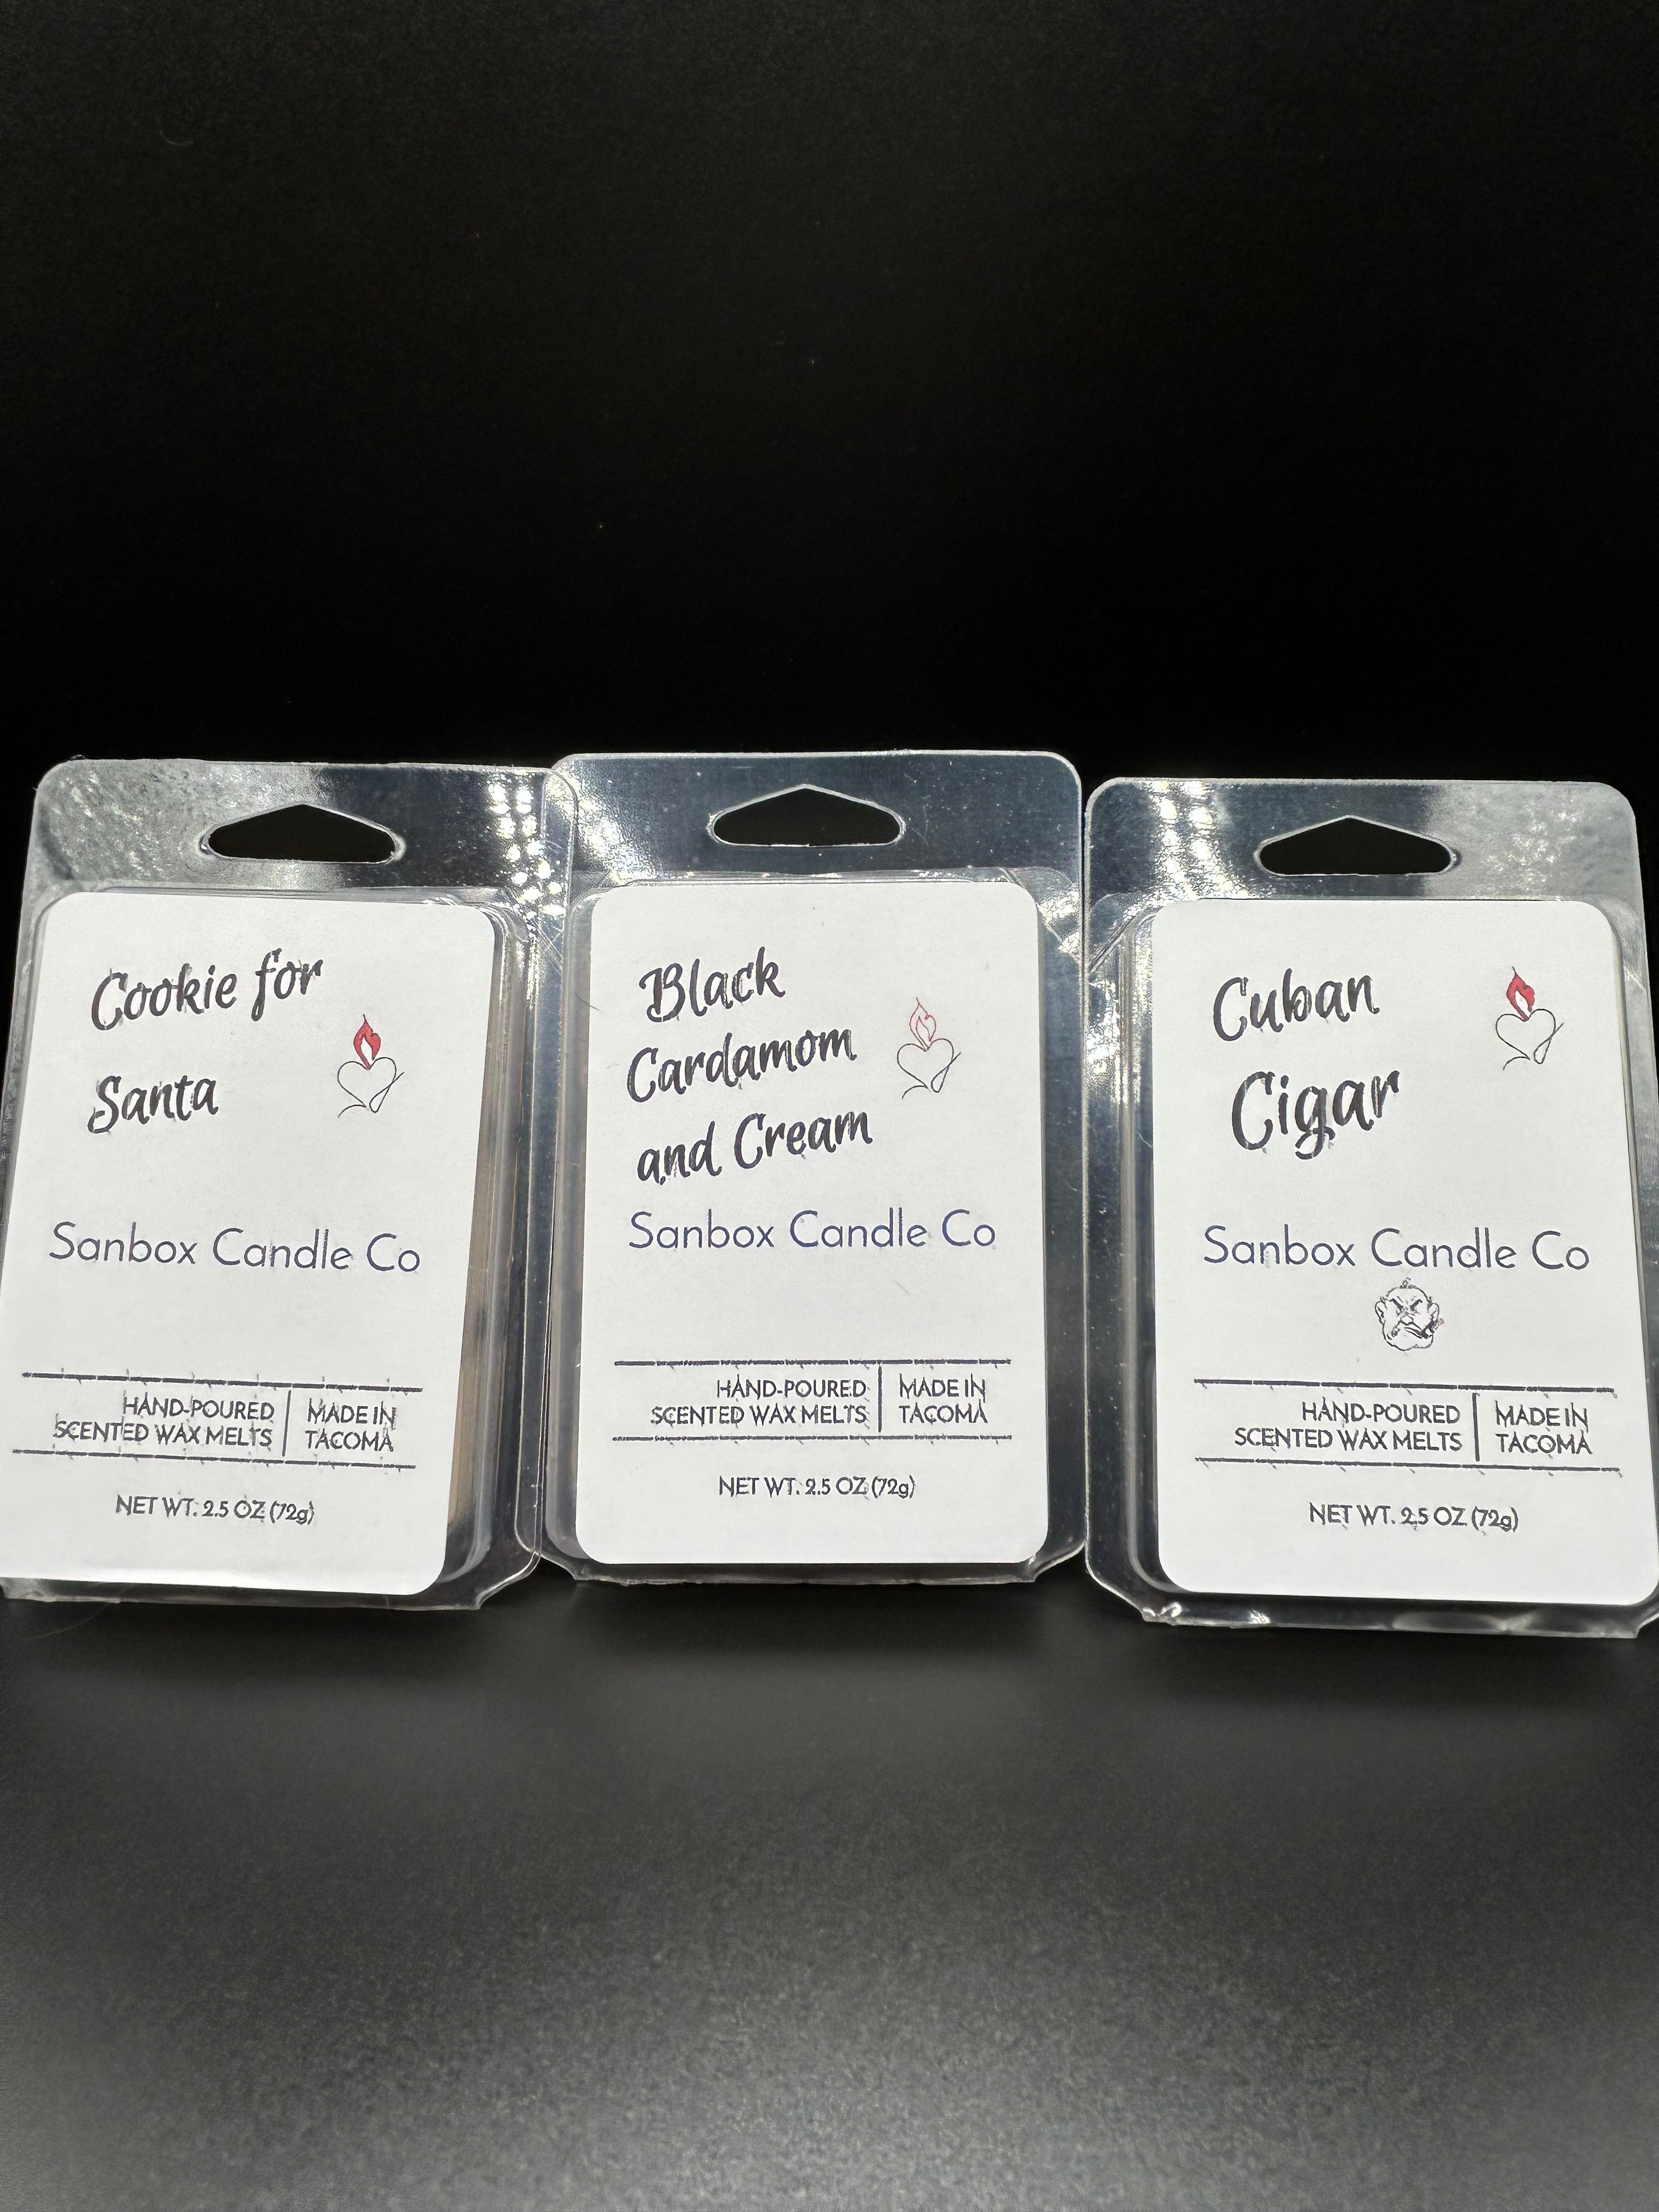 Cookie for
Santa
Sanbox Candle Co
HAND-POURED
SCENTED WAX MELTS
MADE IN
TACOMA
NET WT. 2.5 OZ (72g)
Black
Cardamom
and Cream
Sanbox Candle Co
HAND-POURED
SCENTED WAX MELTS
MADE IN
TACOMA
NET WT. 2.5 OZ (72g)
Cuban
Cigar
Sanbox Candle Co
HAND-POURED
SCENTED WAX MELTS
MADE IN
TACOMA
NET WT. 2.5 OZ (72g)